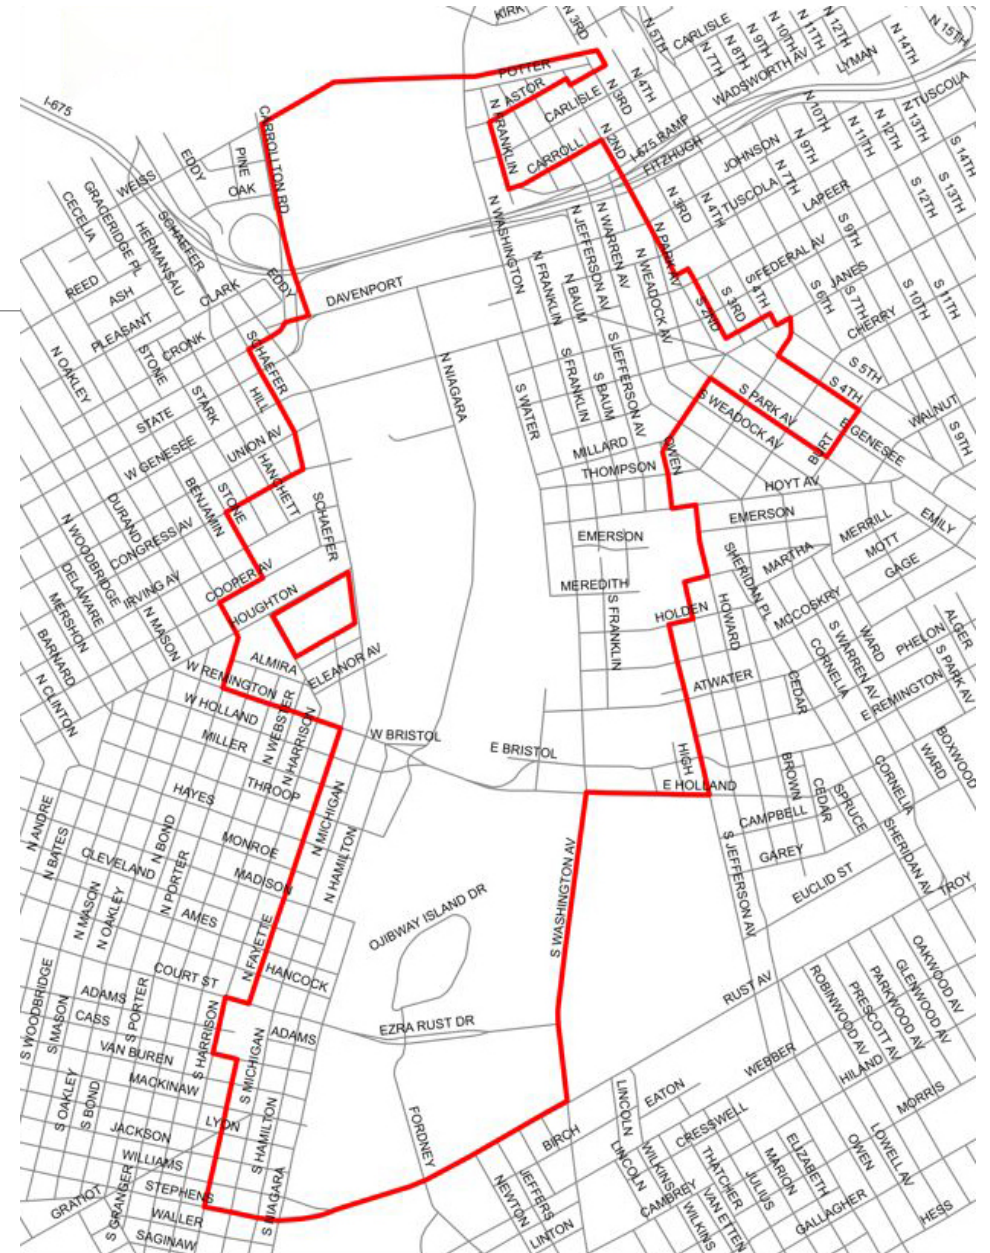 KIRK
N 3RD
N 5TH
CARLISLE
N 7TH
N 8TH
N 9TH
N 10TH
N 11TH
N 12TH
LYMAN
N 14TH
N 15TH
WADSWORTH AV
TUSCOLA
I-675
POTTER
ASTOR
CARLISLE
N 3RD
N 4TH
CARROLLTON RD
N FRANKLIN
CARROLL
N 2ND
I-675 RAMP
FITZHUGH
JOHNSON
N 9TH
N 10TH
N 11TH
N 12TH
N 13TH
S 14TH
S 13TH
S 12TH
EDDY
PINE
OAK
WEISS
GRACERIDGE PL
CECELIA
HERMANSAU
SCHAEFER
N 7TH
TUSCOLA
LAPEER
N 3RD
N 4TH
N WASHINGTON
N JEFFERSON AV
N WARREN AV
N PARK AV
N WEADOCK AV
N FRANKLIN
N BAUM
S 9TH
S FEDERAL AV
JANES
S 6TH
S 7TH
S 10TH
S 11TH
S 4TH
S 3RD
S 2ND
CHERRY
REED
ASH
PLEASANT
CLARK
EDDY
DAVENPORT
CRONK
STONE
N OAKLEY
SCHAEFER
HILL
STARK
STATE
UNION AV
W GENESEE
HANCHETT
STONE
BENJAMIN
DURAND
CONGRESS AV
N WOODBRIDGE
DELAWARE
MERSHON
IRVING AV
COOPER AV
HOUGHTON
SCHAEFER
N NIAGARA
S WATER
S FRANKLIN
S BAUM
S JEFFERSON AV
MILLARD
THOMPSON
OWEN
S WEADOCK AV
S PARK AV
BURT
E GENESEE
S 5TH
S 4TH
WALNUT
S 9TH
HOYT AV
EMERSON
EMERSON
MERRILL
EMILY
MOTT
GAGE
MARTHA
SHERIDAN PL
MCCOSKRY
MEREDITH
HOLDEN
HOWARD
S FRANKLIN
ATWATER
CEDAR
CORNELIA
S WARREN AV
WARD
PHELON
ALGER
S PARK AV
E REMINGTON
BARNARD
N CLINTON
N MASON
ALMIRA
W REMINGTON
ELEANOR AV
W HOLLAND
MILLER
N WEBSTER
N HARRISON
THROOP
W BRISTOL
E BRISTOL
HIGH
E HOLLAND
BROWN
CEDAR
SPRUCE
CORNELIA
WARD
BOXWOOD
CAMPBELL
GAREY
SHERIDAN AV
EUCLID ST
TROY
S JEFFERSON AV
S WASHINGTON AV
HAYES
MONROE
MADISON
N MICHIGAN
N HAMILTON
N ANDRE
N BATES
N BOND
N PORTER
CLEVELAND
N MASON
N OAKLEY
AMES
N FAYETTE
HANCOCK
COURT ST
OJIBWAY ISLAND DR
EZRA RUST DR
RUST AV
S WOODBRIDGE
S MASON
ADAMS
CASS
S PORTER
S HARRISON
ADAMS
S MICHIGAN
VAN BUREN
MACKINAW
S OAKLEY
S BOND
LYON
JACKSON
WILLIAMS
S HAMILTON
STEPHENS
GRATIOT
S GRANGER
WALLER
SAGINAW
S NIAGARA
FORDNEY
OAKWOOD AV
GLENWOOD AV
PARKWOOD AV
PRESCOTT AV
ROBINWOOD AV
WEBBER
HILAND
MORRIS
EATON
LINCOLN
CRESSWELL
BIRCH
LINCOLN
WILKINS
THATCHER
JULIUS
MARION
ELIZABETH
OWEN
LOWELL AV
JEFFERS
NEWTON
LINTON
CAMBREY
WILKINS
VAN ETTEN
GALLAGHER
HESS